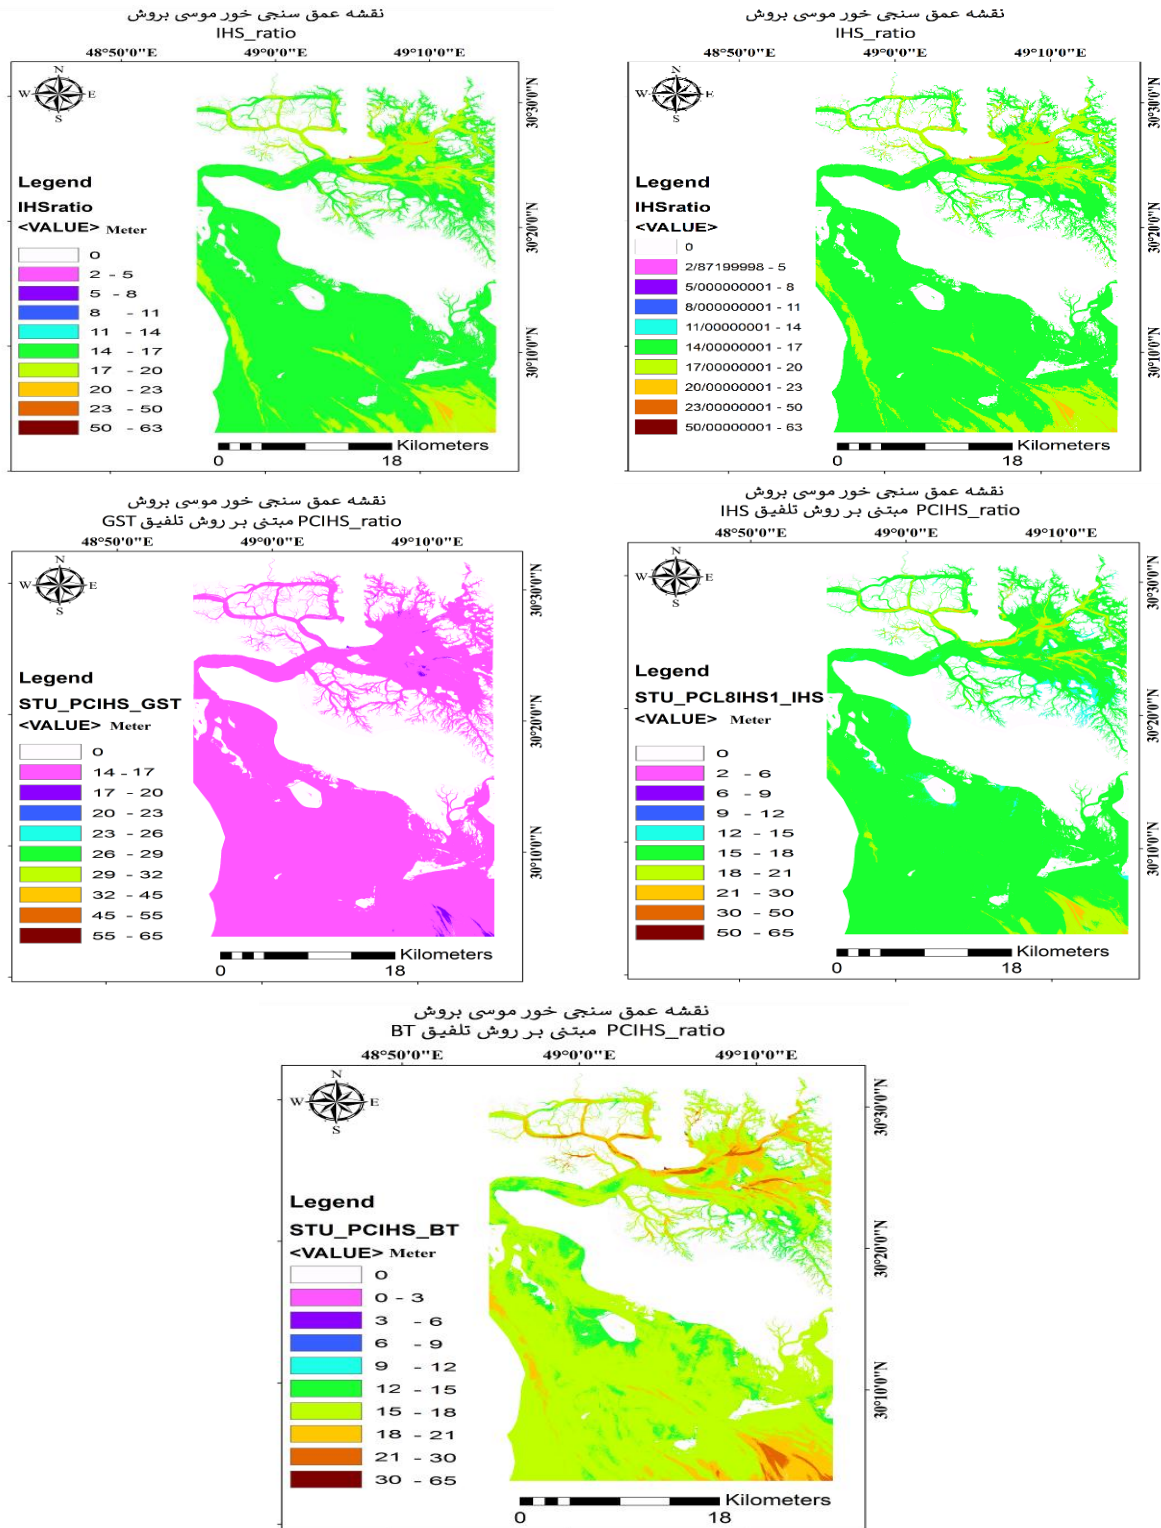 نقشه عمق سنجی خور موسی بروش
IHS_ratio
48°50'0"E 49°0'0"E 49°10'0"E
N
W E
S
30°30'0"N
30°20'0"N
30°10'0"N
Legend
IHSratio
<VALUE> Meter
0
2 - 5
5 - 8
8 - 11
11 - 14
14 - 17
17 - 20
20 - 23
23 - 50
50 - 63
Kilometers
0 18
نقشه عمق سنجی خور موسی بروش
IHS_ratio
48°50'0"E 49°0'0"E 49°10'0"E
N
W E
S
30°30'0"N
30°20'0"N
30°10'0"N
Legend
IHSratio
<VALUE>
0
2/87199998 - 5
5/000000001 - 8
8/000000001 - 11
11/00000001 - 14
14/00000001 - 17
17/00000001 - 20
20/00000001 - 23
23/00000001 - 50
50/00000001 - 63
Kilometers
0 18
نقشه عمق سنجی خور موسی بروش
PCIHS_ratio مبتنی بر روش تلفیق GST
48°50'0"E 49°0'0"E 49°10'0"E
N
W E
S
30°30'0"N
30°20'0"N
30°10'0"N
Legend
STU_PCIHS_GST
<VALUE> Meter
0
14 - 17
17 - 20
20 - 23
23 - 26
26 - 29
29 - 32
32 - 45
45 - 55
55 - 65
Kilometers
0 18
نقشه عمق سنجی خور موسی بروش
PCIHS_ratio مبتنی بر روش تلفیق IHS
48°50'0"E 49°0'0"E 49°10'0"E
N
W E
S
30°30'0"N
30°20'0"N
30°10'0"N
Legend
STU_PCL8IHS1_IHS
<VALUE> Meter
0
2 - 6
6 - 9
9 - 12
12 - 15
15 - 18
18 - 21
21 - 30
30 - 50
50 - 65
Kilometers
0 18
نقشه عمق سنجی خور موسی بروش
PCIHS_ratio مبتنی بر روش تلفیق BT
48°50'0"E 49°0'0"E 49°10'0"E
N
W E
S
30°30'0"N
30°20'0"N
30°10'0"N
Legend
STU_PCIHS_BT
<VALUE> Meter
0
0 - 3
3 - 6
6 - 9
9 - 12
12 - 15
15 - 18
18 - 21
21 - 30
30 - 65
Kilometers
0 18